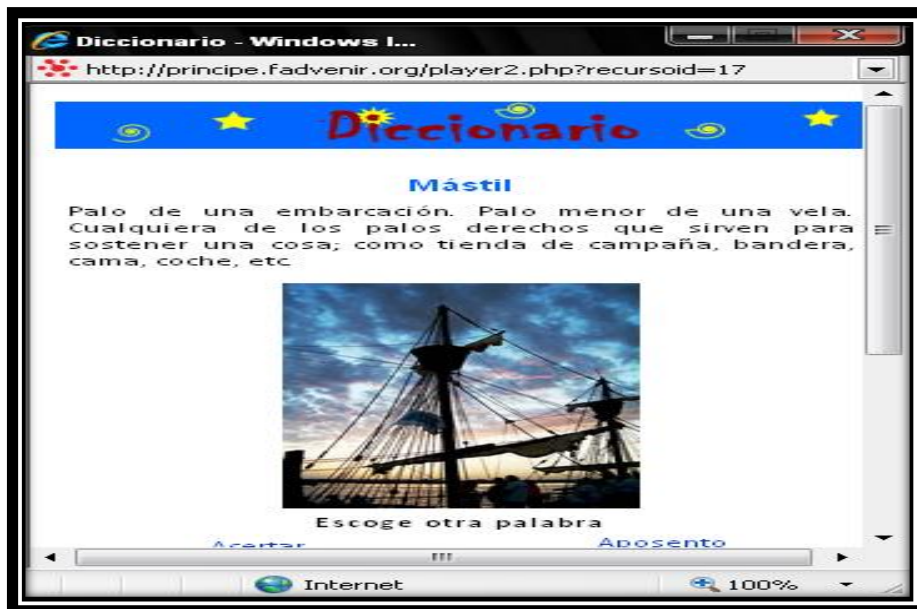 Diccionario - Windows I...
http://principe.fadvenir.org/player2.php?recursoid=17
Diccionario
Mástil
Palo de una embarcación. Palo menor de una vela.
Cualquiera de los palos derechos que sirven para
sostener una cosa; como tienda de campaña, bandera,
cama, coche, etc
Escoge otra palabra
Acertar Aposento
Internet 100%